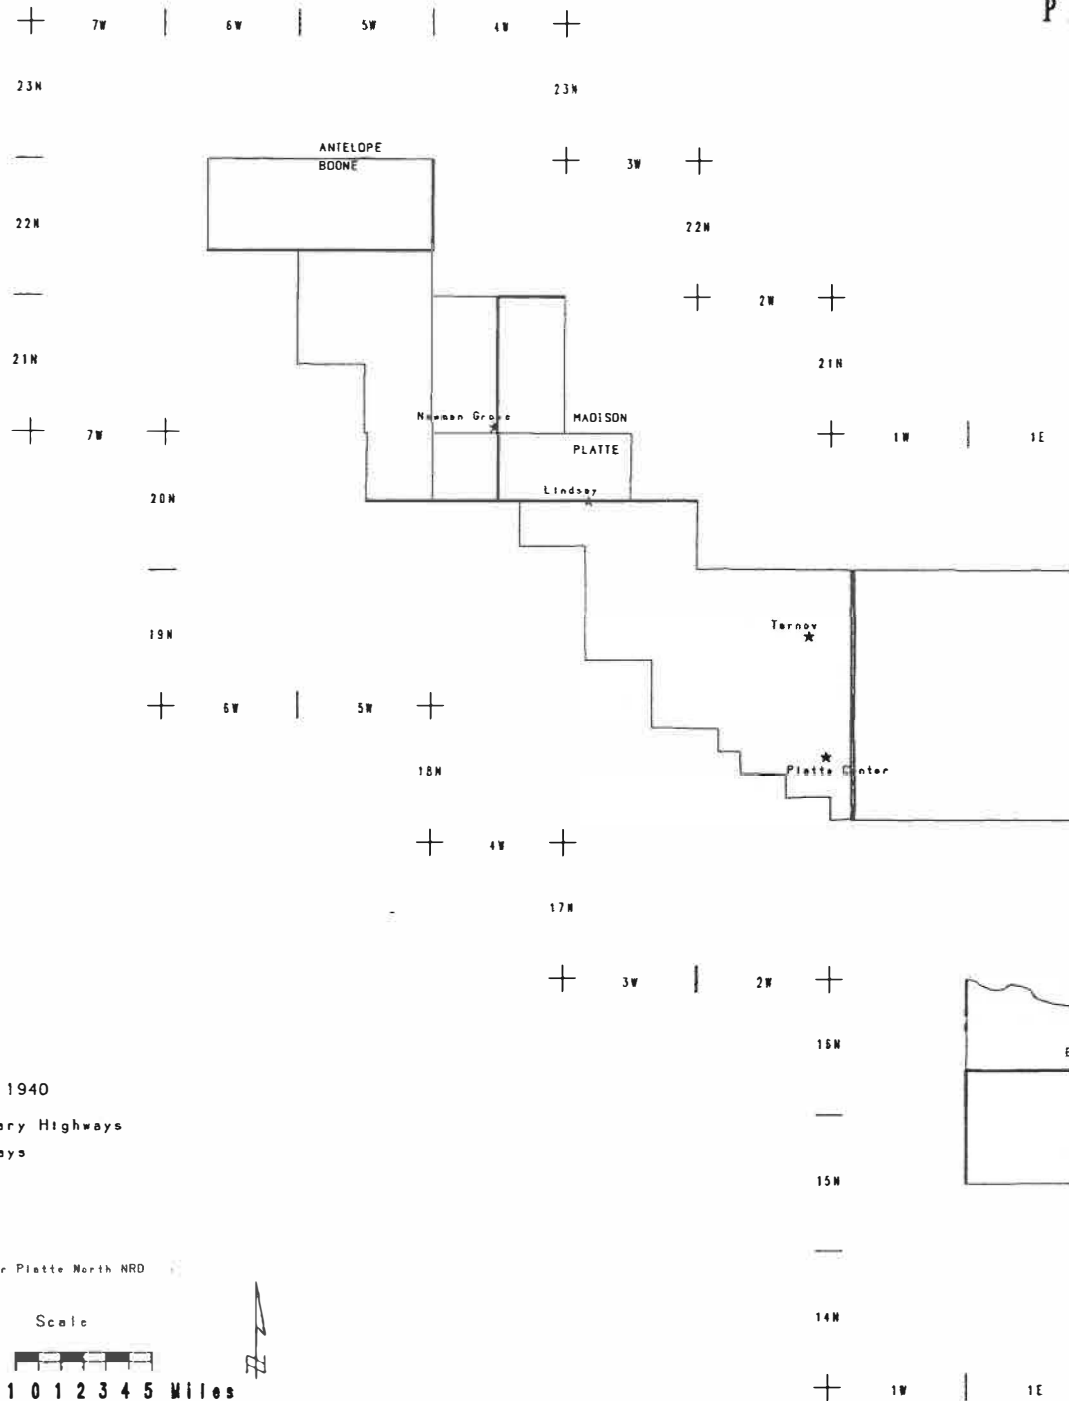 P
7W 6W 5W 4W
23N 23N
ANTELOPE
BOONE
3W
22N 22N
2W
21N 21N
Newman Grove MADISON
7W 1W 1E
PLATTE
Lindsay
20N
Tarnov
19N
6W 5W
18N
Platte Center
4W
17N
3W 2W
16N
1940
ary Highways
ays
15N
r Platte North NRD
14N
Scale
1 0 1 2 3 4 5 Miles
1W 1E